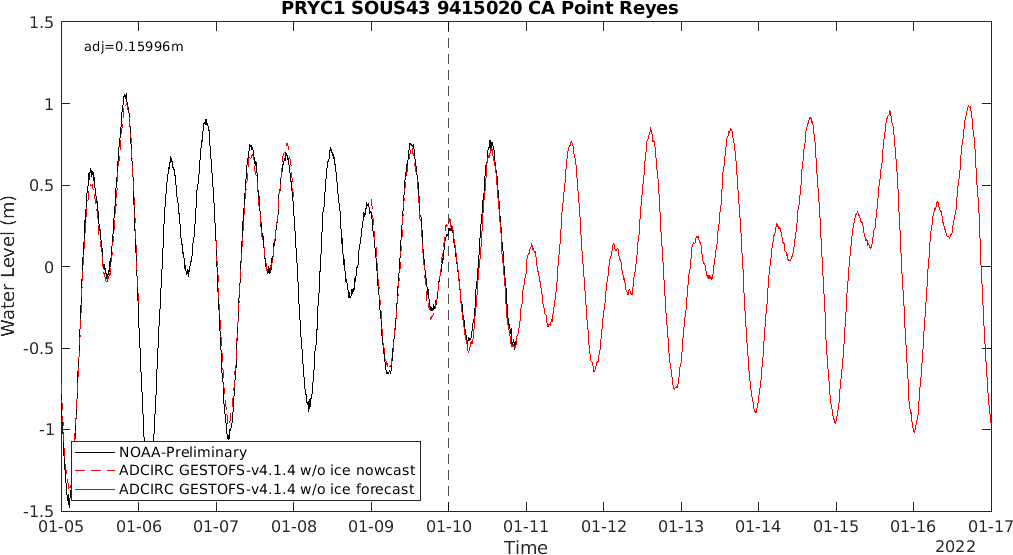 PRYC1 SOUS43 9415020 CA Point Reyes
adj=0.15996m
1.5
1
0.5
0
-0.5
-1
-1.5
Water Level (m)
NOAA-Preliminary
ADCIRC GESTOFS-v4.1.4 w/o ice nowcast
ADCIRC GESTOFS-v4.1.4 w/o ice forecast
01-05 01-06 01-07 01-08 01-09 01-10 01-11 01-12 01-13 01-14 01-15 01-16 01-17
Time
2022